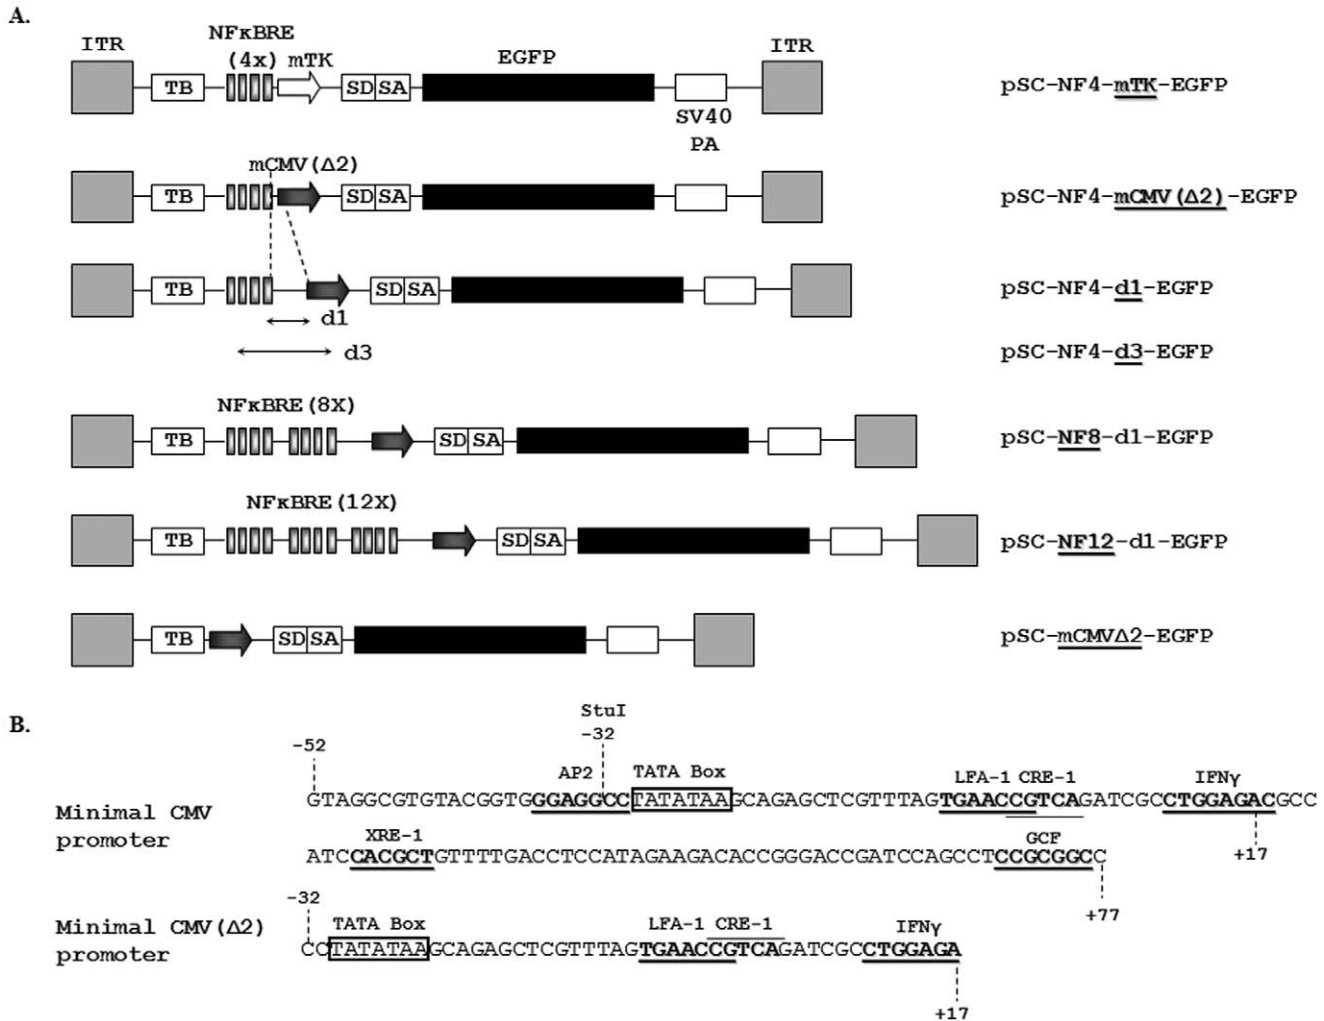 A.
ITR NFκBRE (4x) mTK EGFP ITR
TB SD SA pSC-NF4-mTK-EGFP
SV40
PA
mCMV(Δ2)
TB SD SA pSC-NF4-mCMV(Δ2)-EGFP
TB SD SA pSC-NF4-d1-EGFP
d1
d3 pSC-NF4-d3-EGFP
NFκBRE(8X)
TB SD SA pSC-NF8-d1-EGFP
NFκBRE(12X)
TB SD SA pSC-NF12-d1-EGFP
TB SD SA pSC-mCMVΔ2-EGFP
B.
StuI
-52 -32
AP2 TATA Box LFA-1 CRE-1 IFNγ
Minimal CMV promoter
GTAGGCGTGTACGGTGGGAGGCCTATATAAGCAGAGCTCGTTTAGTGAACCGTCAGATCGCCTGGAGACGCC
XRE-1 GCF +17
ATCCACGCTGTTTTGACCTCCATAGAAGACACCGGGACCGATCCAGCCTCCGCGGCC
+77
-32
TATA Box LFA-1 CRE-1 IFNγ
Minimal CMV(Δ2) promoter
CCTATATAAGCAGAGCTCGTTTAGTGAACCGTCAGATCGCCTGGAGA
+17